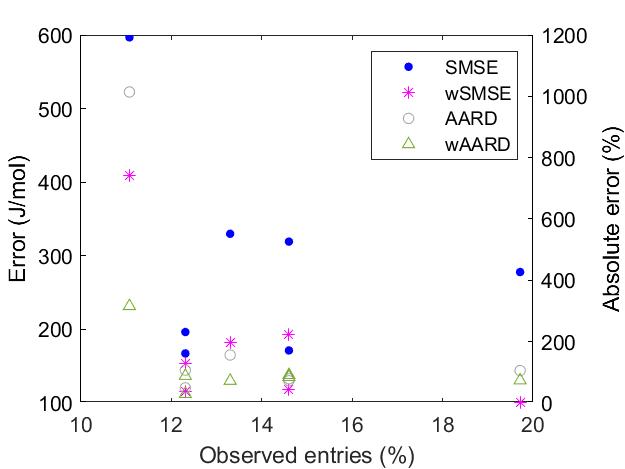 600
500
400
300
200
100
1200
1000
800
600
400
200
0
10
12
14
16
18
20
Error (J/mol)
Absolute error (%)
Observed entries (%)
SMSE
wSMSE
AARD
wAARD